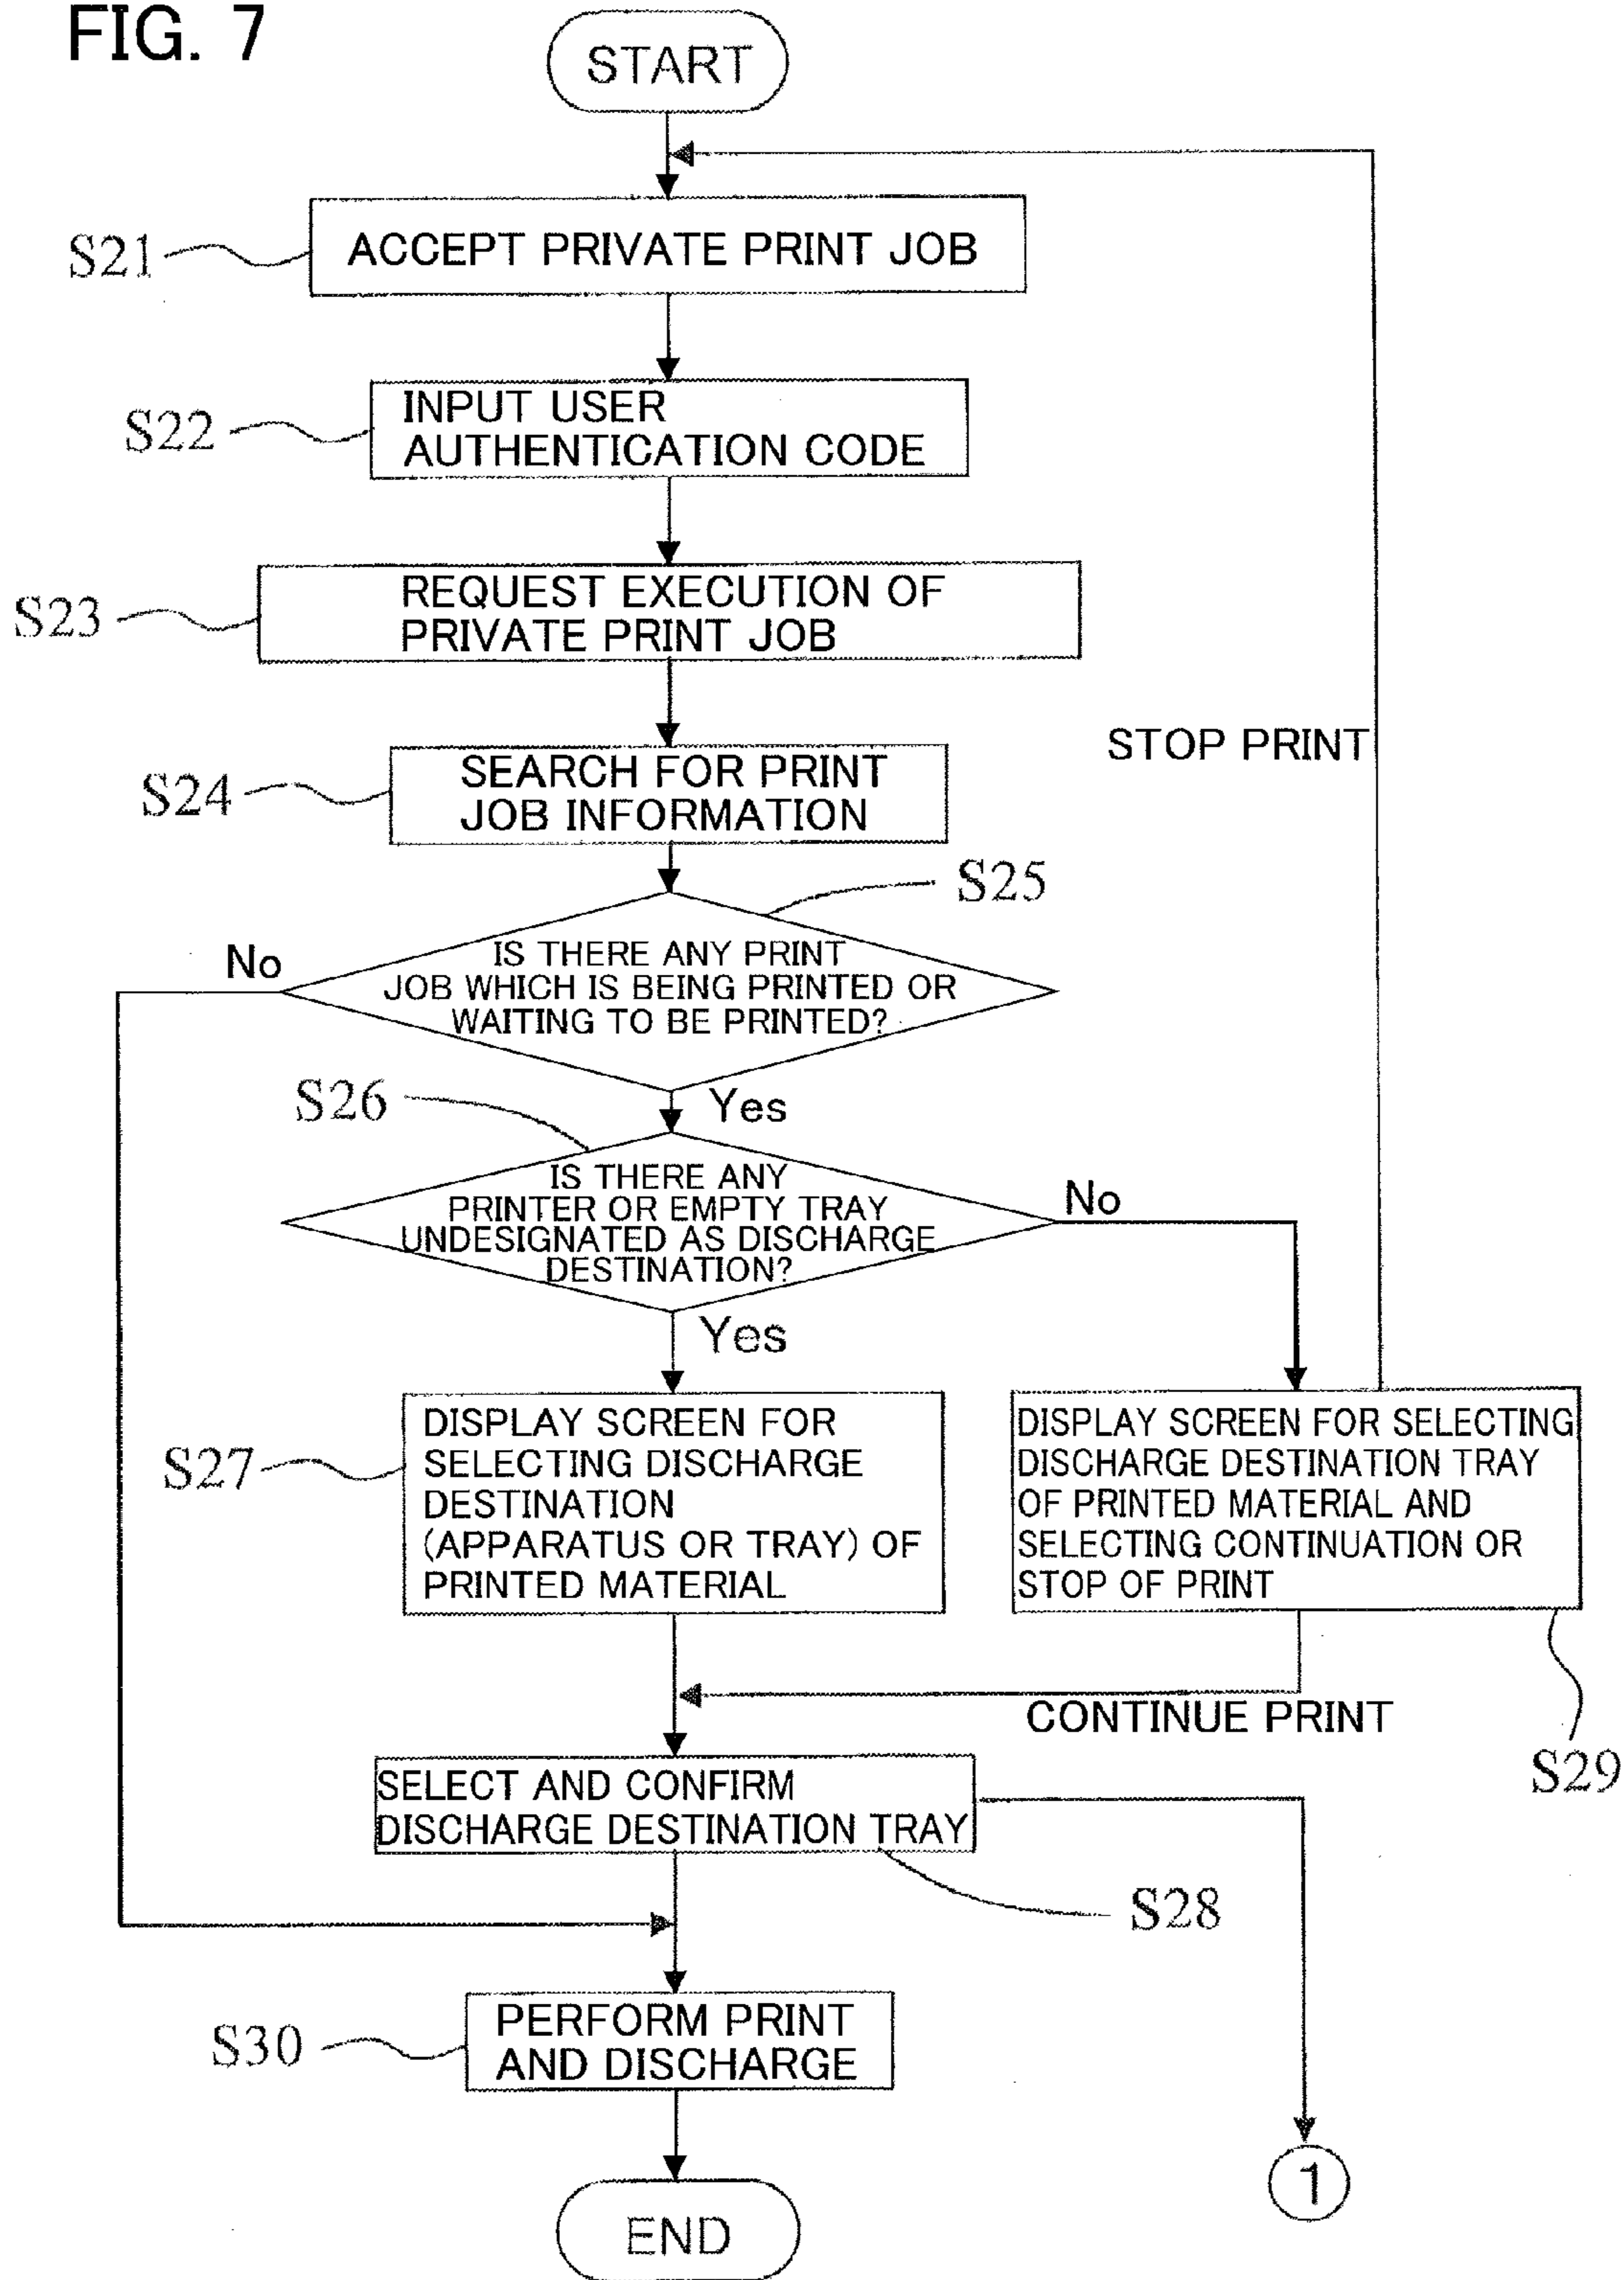 FIG. 7
START
S21
ACCEPT PRIVATE PRINT JOB
S22
INPUT USER
AUTHENTICATION CODE
S23
REQUEST EXECUTION OF
PRIVATE PRINT JOB
STOP PRINT
S24
SEARCH FOR PRINT
JOB INFORMATION
S25
No
IS THERE ANY PRINT
JOB WHICH IS BEING PRINTED OR
WAITING TO BE PRINTED?
S26
Yes
IS THERE ANY
PRINTER OR EMPTY TRAY
UNDESIGNATED AS DISCHARGE
DESTINATION?
No
Yes
S27
DISPLAY SCREEN FOR
SELECTING DISCHARGE
DESTINATION
(APPARATUS OR TRAY) OF
PRINTED MATERIAL
DISPLAY SCREEN FOR SELECTING
DISCHARGE DESTINATION TRAY
OF PRINTED MATERIAL AND
SELECTING CONTINUATION OR
STOP OF PRINT
CONTINUE PRINT
S29
SELECT AND CONFIRM
DISCHARGE DESTINATION TRAY
S28
S30
PERFORM PRINT
AND DISCHARGE
1
END